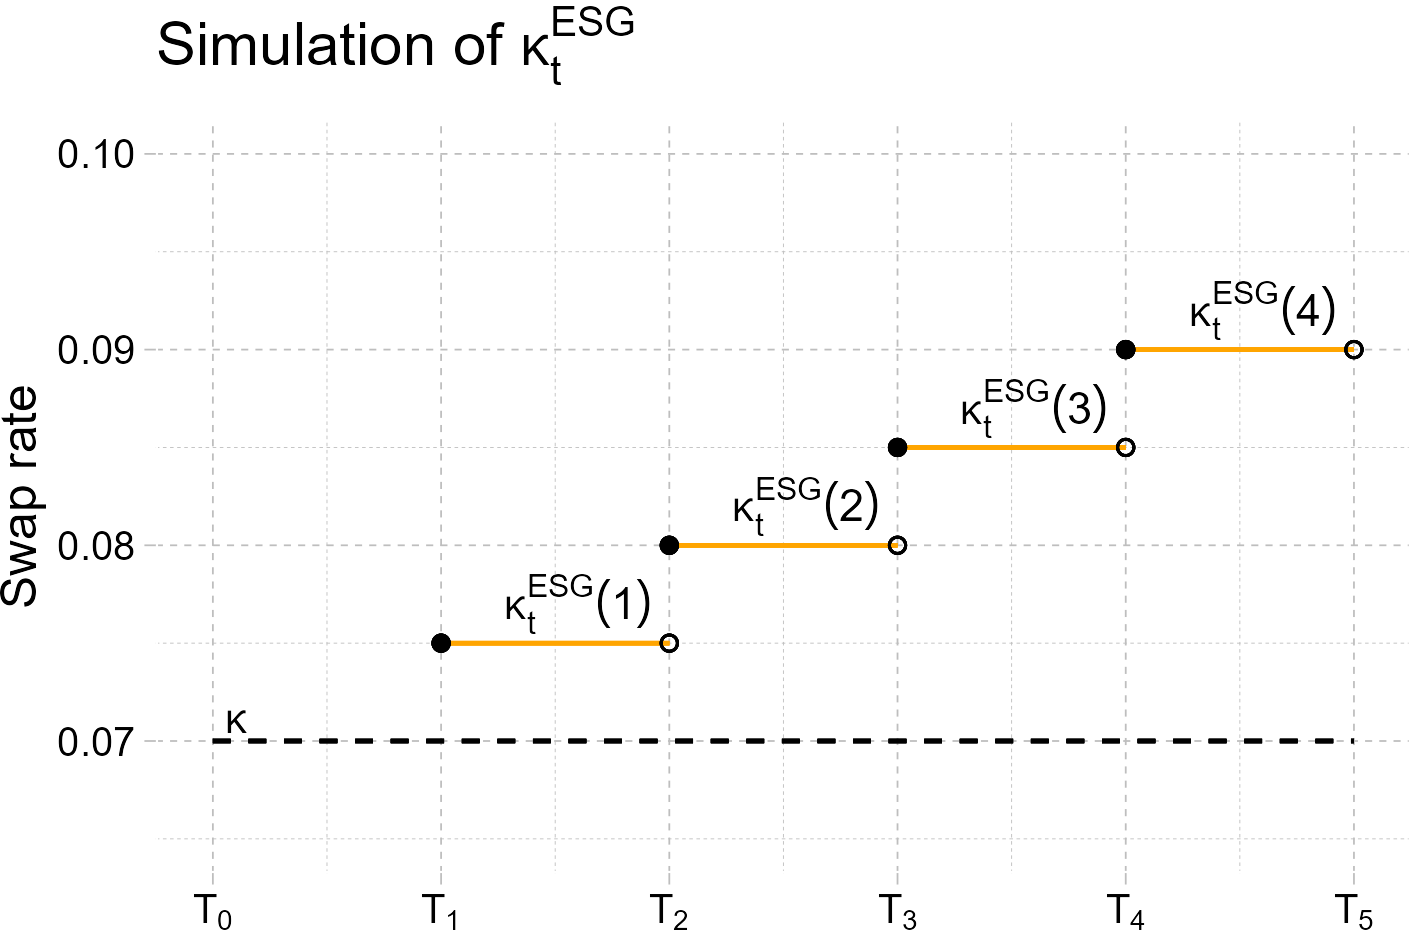 Simulation of κ_t^ESG
0.10
0.09
0.08
0.07
Swap rate
κ_t^ESG(4)
κ_t^ESG(3)
κ_t^ESG(2)
κ_t^ESG(1)
κ
T_0 T_1 T_2 T_3 T_4 T_5